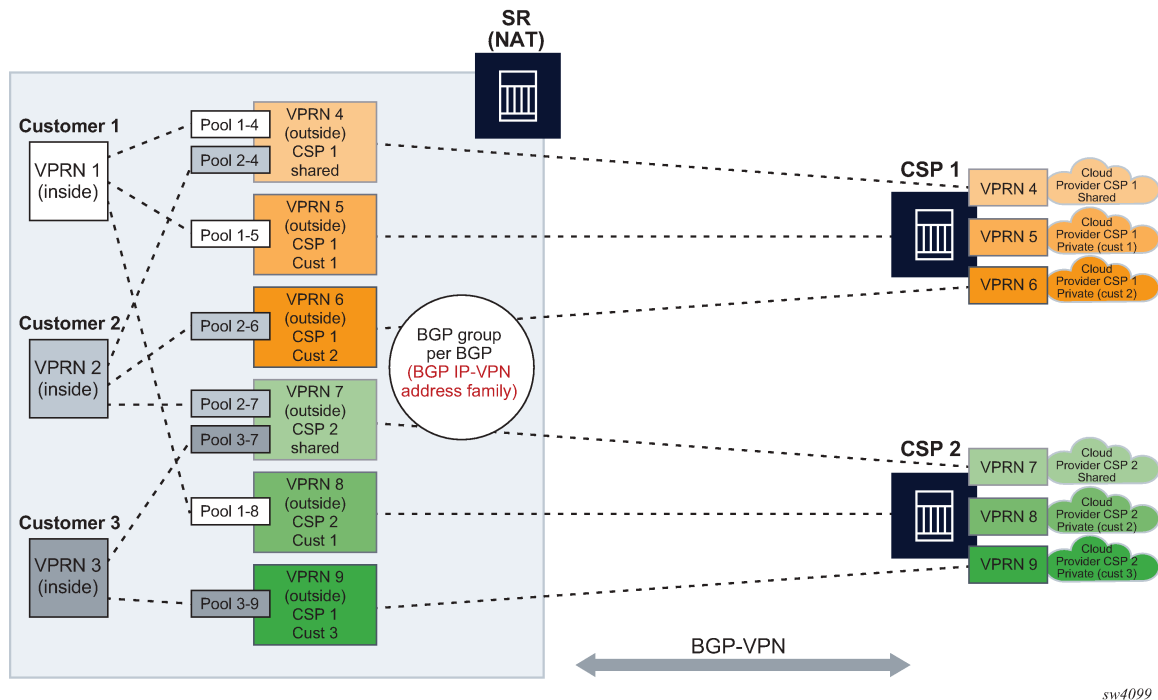 SR
(NAT)
Customer 1
VPRN 1
(inside)
Customer 2
VPRN 2
(inside)
Customer 3
VPRN 3
(inside)
Pool 1-4
Pool 2-4
VPRN 4
(outside)
CSP 1
shared
Pool 1-5
VPRN 5
(outside)
CSP 1
Cust 1
Pool 2-6
VPRN 6
(outside)
CSP 1
Cust 2
Pool 2-7
Pool 3-7
VPRN 7
(outside)
CSP 2
shared
Pool 1-8
VPRN 8
(outside)
CSP 2
Cust 1
Pool 3-9
VPRN 9
(outside)
CSP 1
Cust 3
BGP group
per BGP
(BGP IP-VPN
address family)
CSP 1
VPRN 4
Cloud
Provider CSP 1
Shared
VPRN 5
Cloud
Provider CSP 1
Private (cust 1)
VPRN 6
Cloud
Provider CSP 1
Private (cust 2)
CSP 2
VPRN 7
Cloud
Provider CSP 2
Shared
VPRN 8
Cloud
Provider CSP 2
Private (cust 2)
VPRN 9
Cloud
Provider CSP 2
Private (cust 3)
BGP-VPN
sw4099